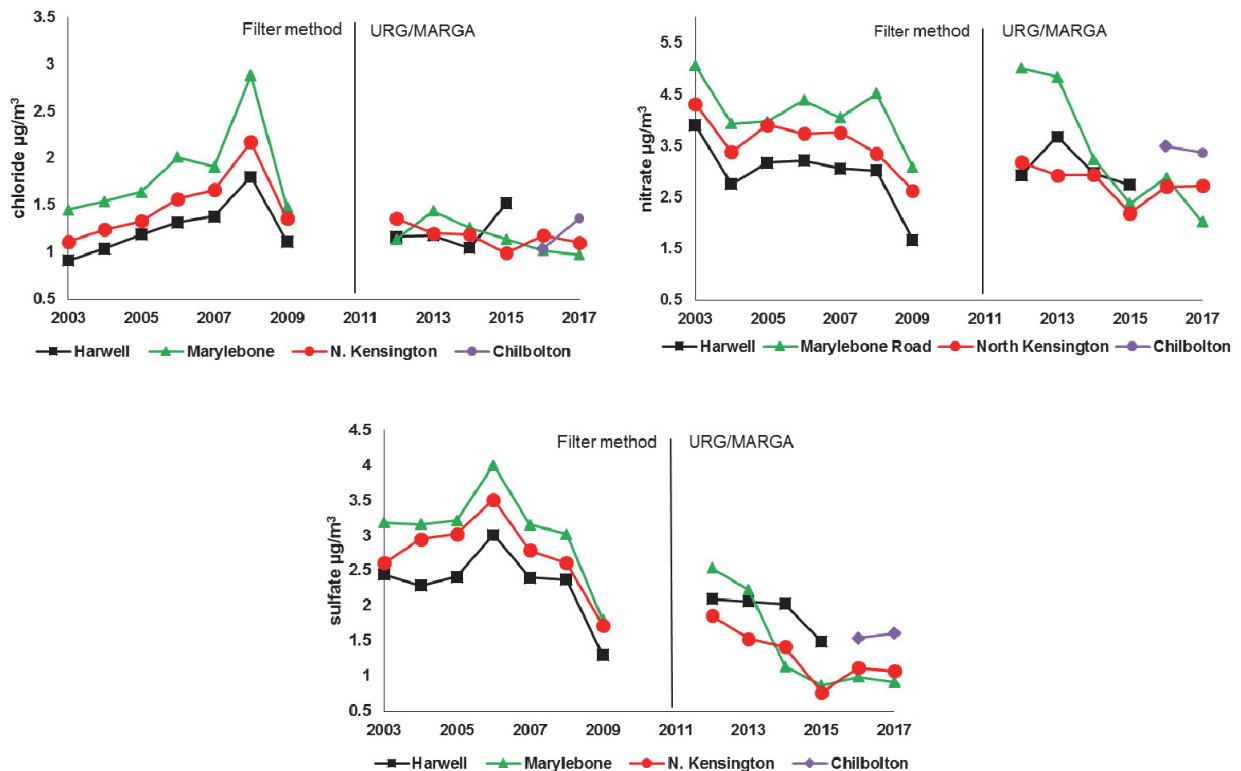 Filter method URG/MARGA
chloride µg/m³
3.5
3
2.5
2
1.5
1
0.5
2003 2005 2007 2009 2011 2013 2015 2017
Harwell Marylebone N. Kensington Chilbolton
Filter method URG/MARGA
nitrate µg/m³
5.5
4.5
3.5
2.5
1.5
0.5
2003 2005 2007 2009 2011 2013 2015 2017
Harwell Marylebone Road North Kensington Chilbolton
Filter method URG/MARGA
sulfate µg/m³
4.5
4
3.5
3
2.5
2
1.5
1
0.5
2003 2005 2007 2009 2011 2013 2015 2017
Harwell Marylebone N. Kensington Chilbolton